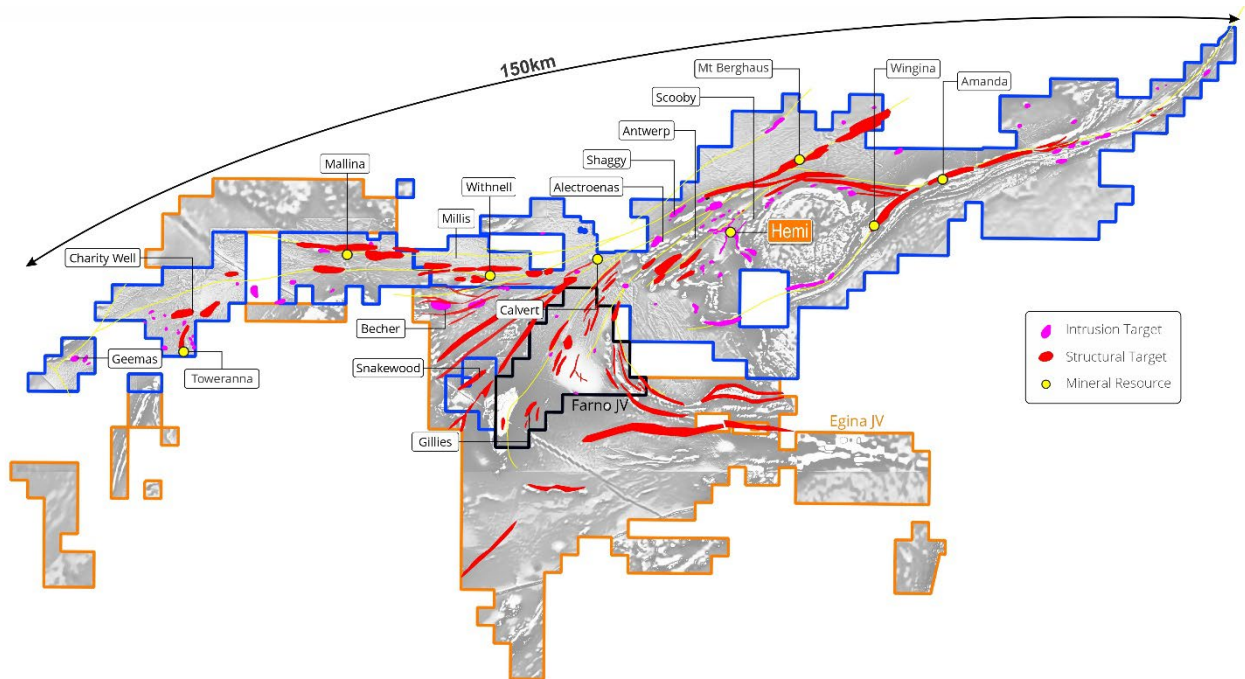 150km
Mt Berghaus
Wingina
Amanda
Scooby
Antwerp
Shaggy
Mallina
Withnell
Alectroenas
Millis
Hemi
Charity Well
Becher
Calvert
Geemas
Toweranna
Snakewood
Farno JV
Gillies
Egina JV
Intrusion Target
Structural Target
Mineral Resource